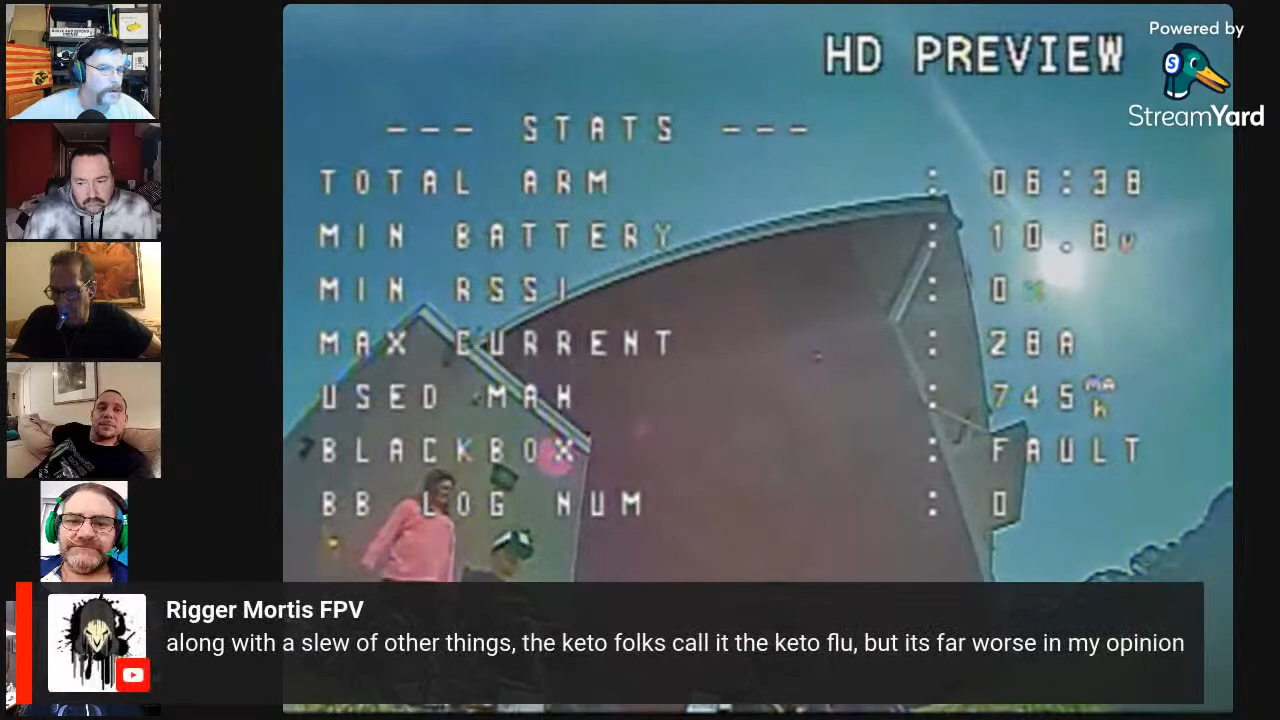 Powered by
StreamYard
HD PREVIEW
--- STATS ---
TOTAL ARM : 06:38
MIN BATTERY : 10.8v
MIN RSSI : 0%
MAX CURRENT : 28A
USED MAH : 745mAh
BLACKBOX : FAULT
BB LOG NUM : 0
Rigger Mortis FPV
along with a slew of other things, the keto folks call it the keto flu, but its far worse in my opinion